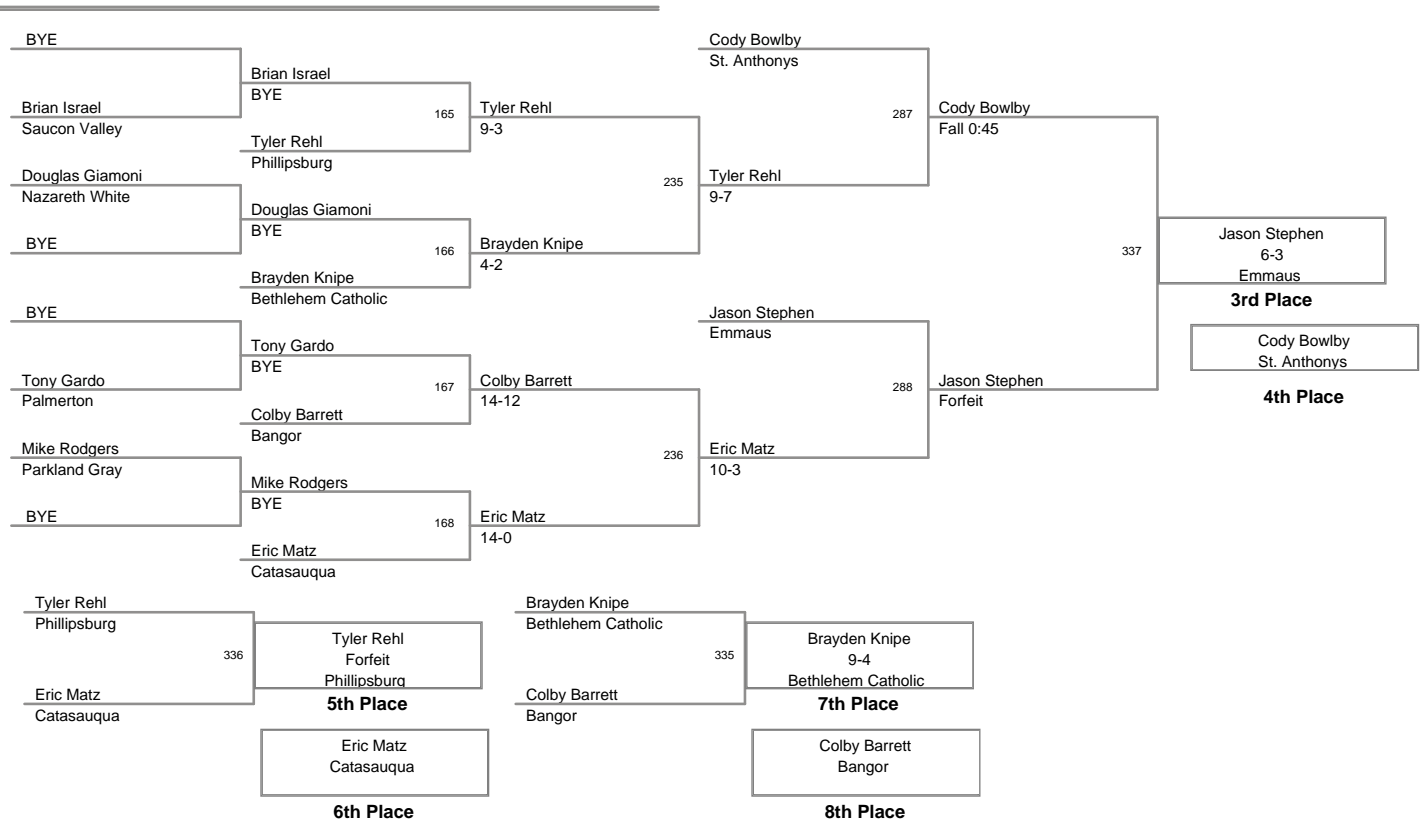 BYE
Brian Israel
Saucon Valley
Douglas Giamoni
Nazareth White
BYE
BYE
Tony Gardo
Palmerton
Mike Rodgers
Parkland Gray
BYE
Brian Israel
BYE
165
Tyler Rehl
Phillipsburg
Douglas Giamoni
BYE
166
Brayden Knipe
Bethlehem Catholic
Tony Gardo
BYE
167
Colby Barrett
Bangor
Mike Rodgers
BYE
168
Eric Matz
Catasauqua
Tyler Rehl
9-3
235
Brayden Knipe
4-2
Colby Barrett
14-12
236
Eric Matz
14-0
Cody Bowlby
St. Anthonys
287
Tyler Rehl
9-7
Jason Stephen
Emmaus
288
Eric Matz
10-3
Cody Bowlby
Fall 0:45
337
Jason Stephen
Forfeit
Jason Stephen
6-3
Emmaus
3rd Place
Cody Bowlby
St. Anthonys
4th Place
Tyler Rehl
Phillipsburg
336
Eric Matz
Catasauqua
Tyler Rehl
Forfeit
Phillipsburg
5th Place
Eric Matz
Catasauqua
6th Place
Brayden Knipe
Bethlehem Catholic
335
Colby Barrett
Bangor
Brayden Knipe
9-4
Bethlehem Catholic
7th Place
Colby Barrett
Bangor
8th Place